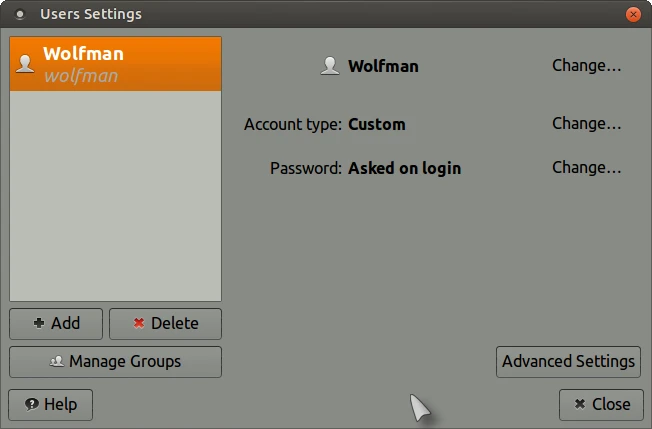 Users Settings
Wolfman
wolfman
Wolfman Change...
Account type: Custom Change...
Password: Asked on login Change...
Add Delete
Manage Groups Advanced Settings
Help Close